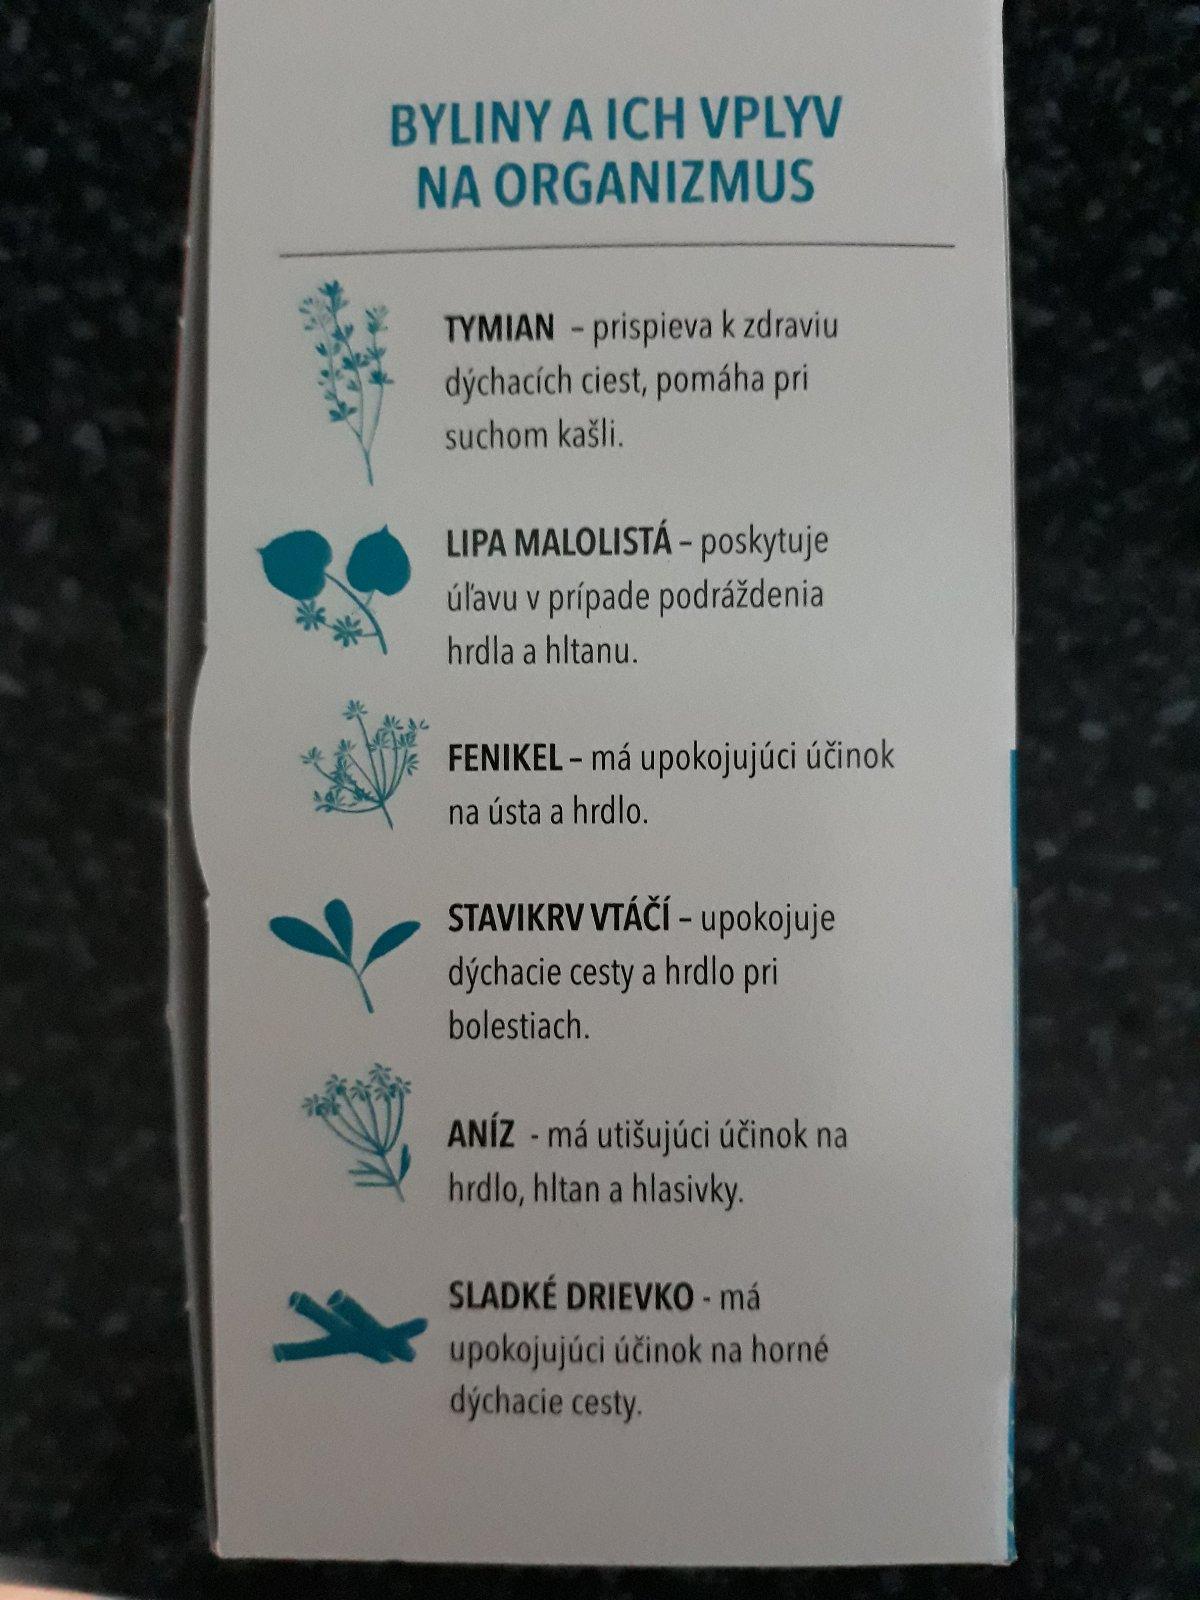 BYLINY A ICH VPLYV
NA ORGANIZMUS
TYMIAN – prispieva k zdraviu
dýchacích ciest, pomáha pri
suchom kašli.
LIPA MALOLISTÁ – poskytuje
úľavu v prípade podráždenia
hrdla a hltanu.
FENIKEL – má upokojujúci účinok
na ústa a hrdlo.
STAVIKRV VTÁČÍ – upokojuje
dýchacie cesty a hrdlo pri
bolestiach.
ANÍZ - má utišujúci účinok na
hrdlo, hltan a hlasivky.
SLADKÉ DRIEVKO - má
upokojujúci účinok na horné
dýchacie cesty.